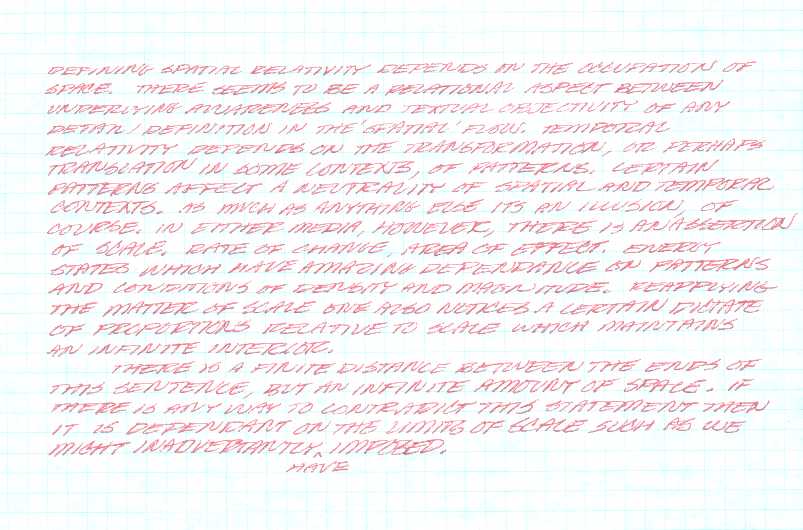 DEFINING SPATIAL RELATIVITY DEPENDS ON THE OCCUPATION OF
SPACE. THERE SEEMS TO BE A RELATIONAL ASPECT BETWEEN
UNDERLYING AWARENESS AND TEXTUAL OBJECTIVITY OF ANY
DETAIL / DEFINITION IN THE 'SPATIAL' FLOW. TEMPORAL
RELATIVITY DEPENDS ON THE TRANSFORMATION, OR PERHAPS
TRANSLATION IN SOME CONTEXTS, OF PATTERNS. CERTAIN
PATTERNS AFFECT A NEUTRALITY OF SPATIAL AND TEMPORAL
CONTEXTS. AS MUCH AS ANYTHING ELSE ITS AN ILLUSION, OF
COURSE. IN EITHER MEDIA, HOWEVER, THERE IS AN ASSERTION
OF SCALE. RATE OF CHANGE, AREA OF EFFECT. ENERGY
STATES WHICH HAVE AMAZING DEPENDANCE ON PATTERNS
AND CONDITIONS OF DENSITY AND MAGNITUDE. REAPPLYING
THE MATTER OF SCALE ONE ALSO NOTICES A CERTAIN DICTATE
OF PROPORTIONS RELATIVE TO SCALE WHICH MAINTAINS
AN INFINITE INTERIOR.
THERE IS A FINITE DISTANCE BETWEEN THE ENDS OF
THIS SENTENCE, BUT AN INFINITE AMOUNT OF SPACE. IF
THERE IS ANY WAY TO CONTRADICT THIS STATEMENT THEN
IT IS DEPENDANT ON THE LIMITS OF SCALE SUCH AS WE
MIGHT INADVERTANTLY ^ IMPOSED.
HAVE